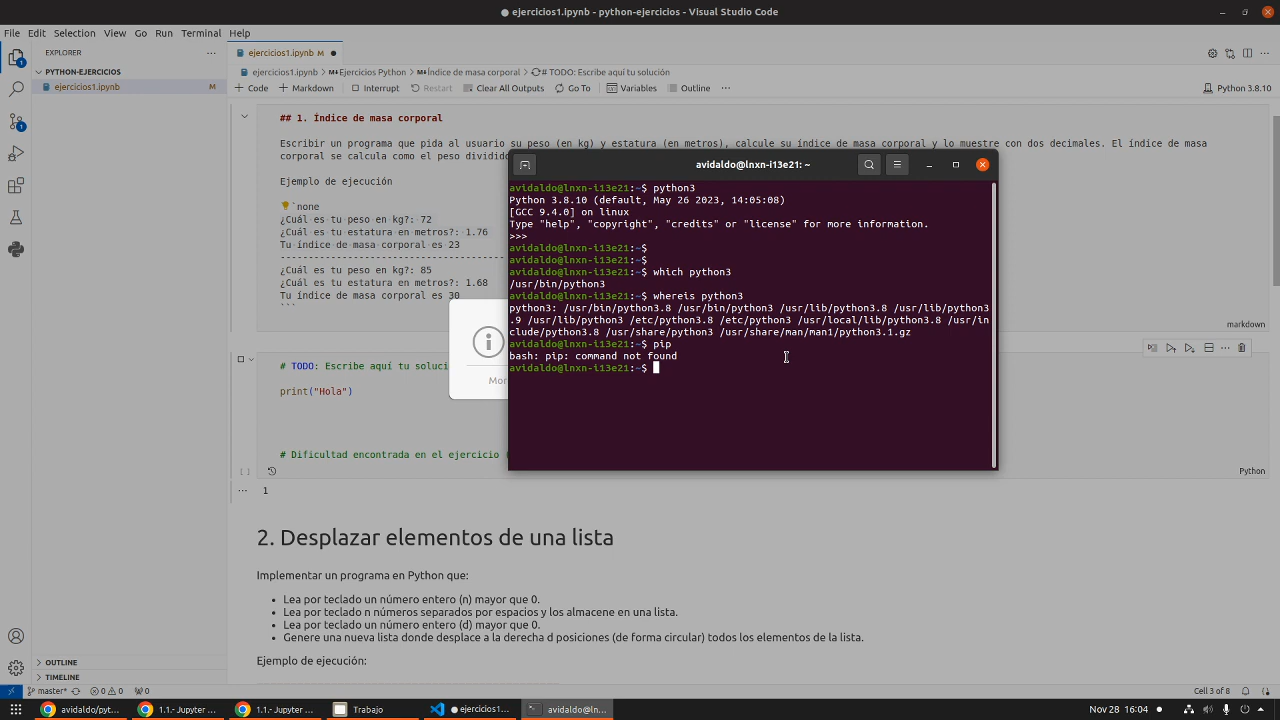 ejercicios1.ipynb - python-ejercicios - Visual Studio Code
File Edit Selection View Go Run Terminal Help
EXPLORER
PYTHON-EJERCICIOS
ejercicios1.ipynb M
ejercicios1.ipynb M
ejercicios1.ipynb > Ejercicios Python > Índice de masa corporal > # TODO: Escribe aquí tu solución
+ Code + Markdown Interrupt Restart Clear All Outputs Go To Variables Outline ... Python 3.8.10
## 1. Índice de masa corporal
Escribir un programa que pida al usuario su peso (en kg) y estatura (en metros), calcule su índice de masa corporal y lo muestre con dos decimales. El índice de masa
corporal se calcula como el peso dividido
Ejemplo de ejecución
`none
¿Cuál es tu peso en kg?: 72
¿Cuál es tu estatura en metros?: 1.76
Tu índice de masa corporal es 23
¿Cuál es tu peso en kg?: 85
¿Cuál es tu estatura en metros?: 1.68
Tu índice de masa corporal es 30
```
markdown
Mor
avidaldo@lnxn-i13e21: ~
avidaldo@lnxn-i13e21:~$ python3
Python 3.8.10 (default, May 26 2023, 14:05:08)
[GCC 9.4.0] on linux
Type "help", "copyright", "credits" or "license" for more information.
>>>
avidaldo@lnxn-i13e21:~$
avidaldo@lnxn-i13e21:~$
avidaldo@lnxn-i13e21:~$ which python3
/usr/bin/python3
avidaldo@lnxn-i13e21:~$ whereis python3
python3: /usr/bin/python3.8 /usr/bin/python3 /usr/lib/python3.8 /usr/lib/python3
.9 /usr/lib/python3 /etc/python3.8 /etc/python3 /usr/local/lib/python3.8 /usr/in
clude/python3.8 /usr/share/python3 /usr/share/man/man1/python3.1.gz
avidaldo@lnxn-i13e21:~$ pip
bash: pip: command not found
avidaldo@lnxn-i13e21:~$
# TODO: Escribe aquí tu soluci
print("Hola")
# Dificultad encontrada en el ejercicio
[ ] Python
... 1
2. Desplazar elementos de una lista
Implementar un programa en Python que:
• Lea por teclado un número entero (n) mayor que 0.
• Lea por teclado n números separados por espacios y los almacene en una lista.
• Lea por teclado un número entero (d) mayor que 0.
• Genere una nueva lista donde desplace a la derecha d posiciones (de forma circular) todos los elementos de la lista.
Ejemplo de ejecución:
OUTLINE
TIMELINE
master* 0 0 0 Cell 3 of 8
avidaldo/pyt... 1.1.- Jupyter ... 1.1.- Jupyter ... Trabajo ejercicios1... avidaldo@ln... Nov 28 16:04